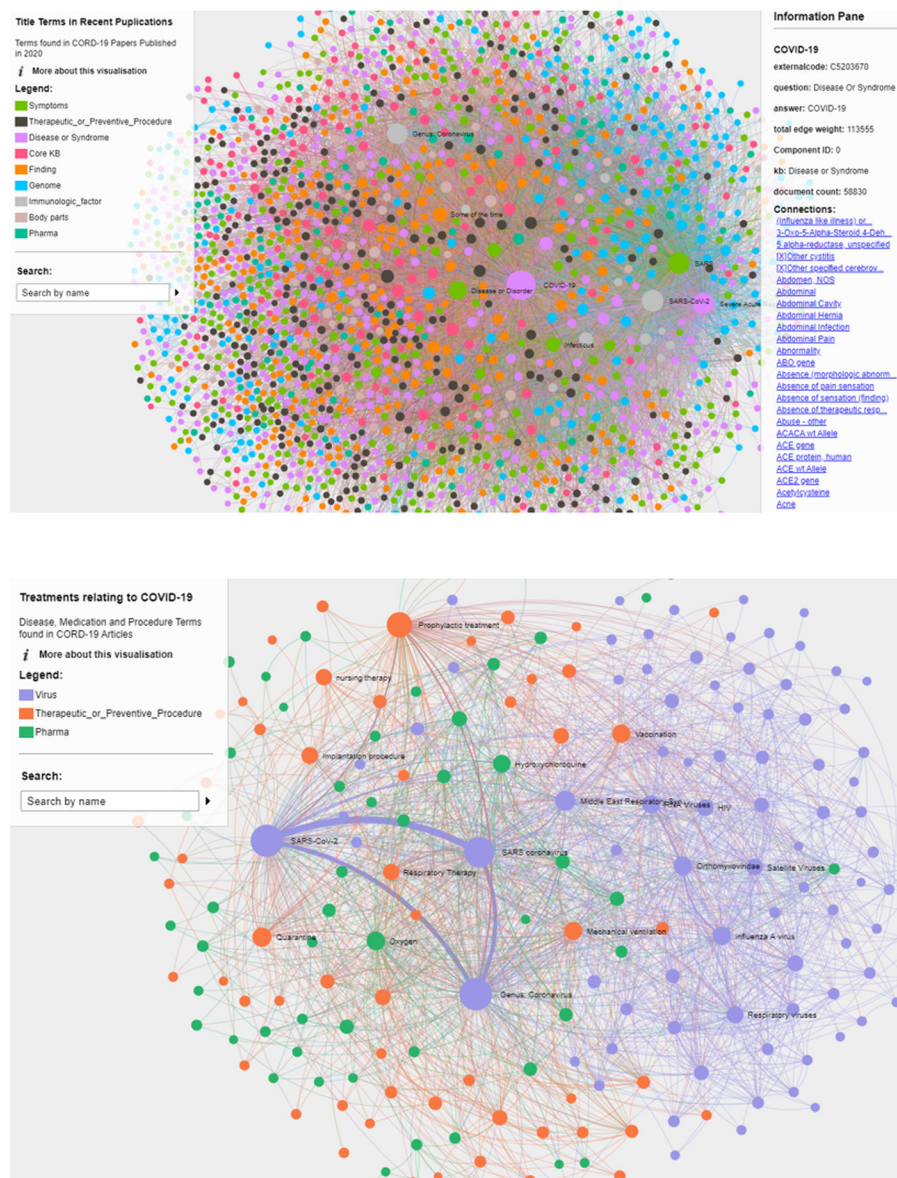 Title Terms in Recent Puplications
Terms found in CORD-19 Papers Published
in 2020
i More about this visualisation
Legend:
Symptoms
Therapeutic_or_Preventive_Procedure
Disease or Syndrome
Core KB
Finding
Genome
Immunologic_factor
Body parts
Pharma
Search:
Search by name
Genus: Coronavirus
Some of the time
SARS
Disease or Disorder
COVID-19
SARS-CoV-2
Severe Acute
Infectious
Information Pane
COVID-19
externalcode: C5203670
question: Disease Or Syndrome
answer: COVID-19
total edge weight: 113555
Component ID: 0
kb: Disease or Syndrome
document count: 58830
Connections:
(Influenza like illness) or...
3-Oxo-5-Alpha-Steroid 4-Deh...
5 alpha-reductase, unspecified
[X]Other cystitis
[X]Other specified cerebrov...
Abdomen, NOS
Abdominal
Abdominal Cavity
Abdominal Hernia
Abdominal Infection
Abdominal Pain
Abnormality
ABO gene
Absence (morphologic abnorm...
Absence of pain sensation
Absence of sensation (finding)
Absence of therapeutic resp...
Abuse - other
ACACA wt Allele
ACE gene
ACE protein, human
ACE wt Allele
ACE2 gene
Acetylcysteine
Acne
Treatments relating to COVID-19
Disease, Medication and Procedure Terms
found in CORD-19 Articles
i More about this visualisation
Legend:
Virus
Therapeutic_or_Preventive_Procedure
Pharma
Search:
Search by name
Prophylactic treatment
nursing therapy
Vaccination
Implantation procedure
Hydroxychloroquine
Middle East Respiratory Syn
RNA Viruses
HIV
SARS-CoV-2
SARS coronavirus
Respiratory Therapy
Orthomyxoviridae
Satellite Viruses
Quarantine
Oxygen
Mechanical ventilation
Influenza A virus
Genus: Coronavirus
Respiratory viruses